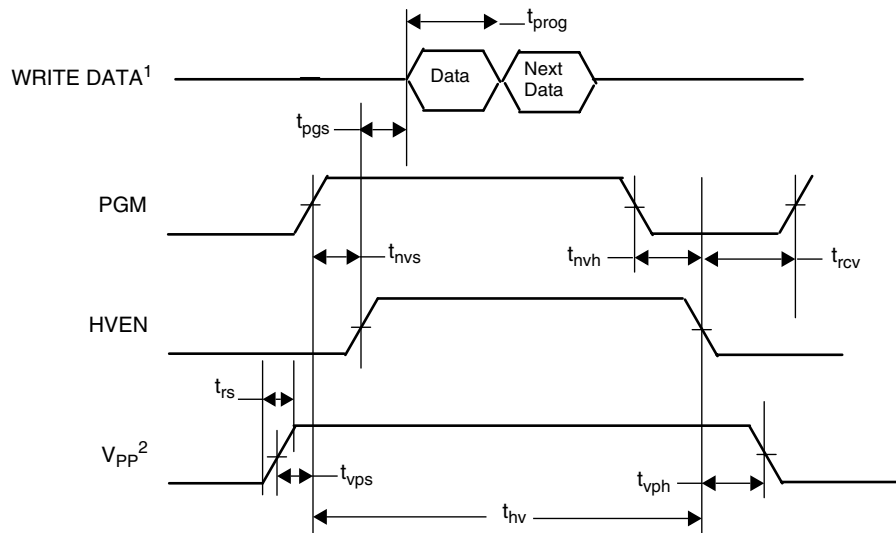 t_prog
WRITE DATA¹
Data
Next
Data
t_pgs
PGM
t_nvs
t_nvh
t_rcv
HVEN
t_rs
V_PP²
t_vps
t_vph
t_hv